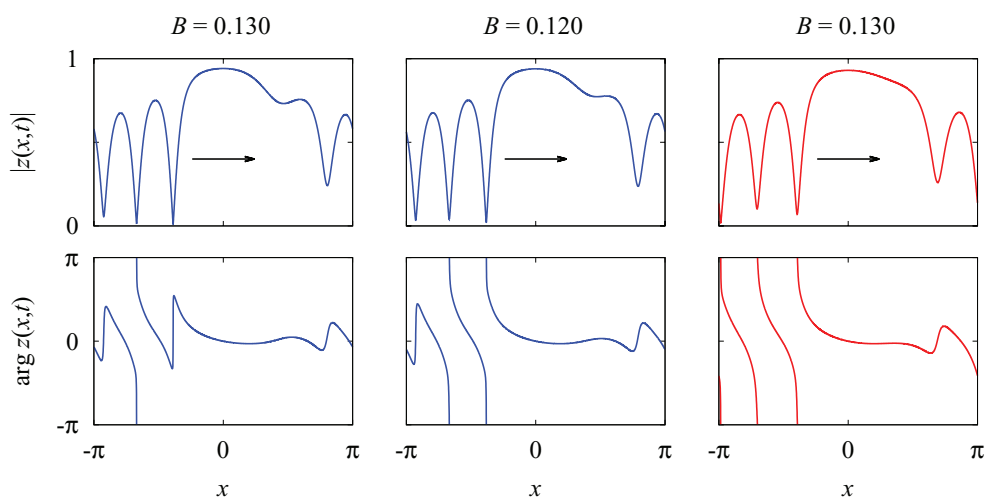 B = 0.130 B = 0.120 B = 0.130
1
|z(x,t)|
0
π
arg z(x,t)
0
-π
-π 0 π -π 0 π -π 0 π
x x x